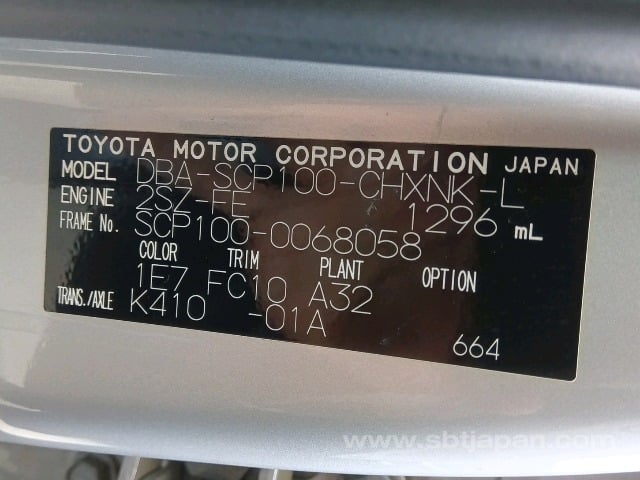 TOYOTA MOTOR CORPORATION JAPAN
MODEL DBA-SCP100-CHXNK-L
ENGINE 2SZ-FE 1296 mL
FRAME No. SCP100-0068058
COLOR TRIM PLANT OPTION
1E7 FC10 A32
TRANS./AXLE K410 -01A
664
www.sbtjapan.com